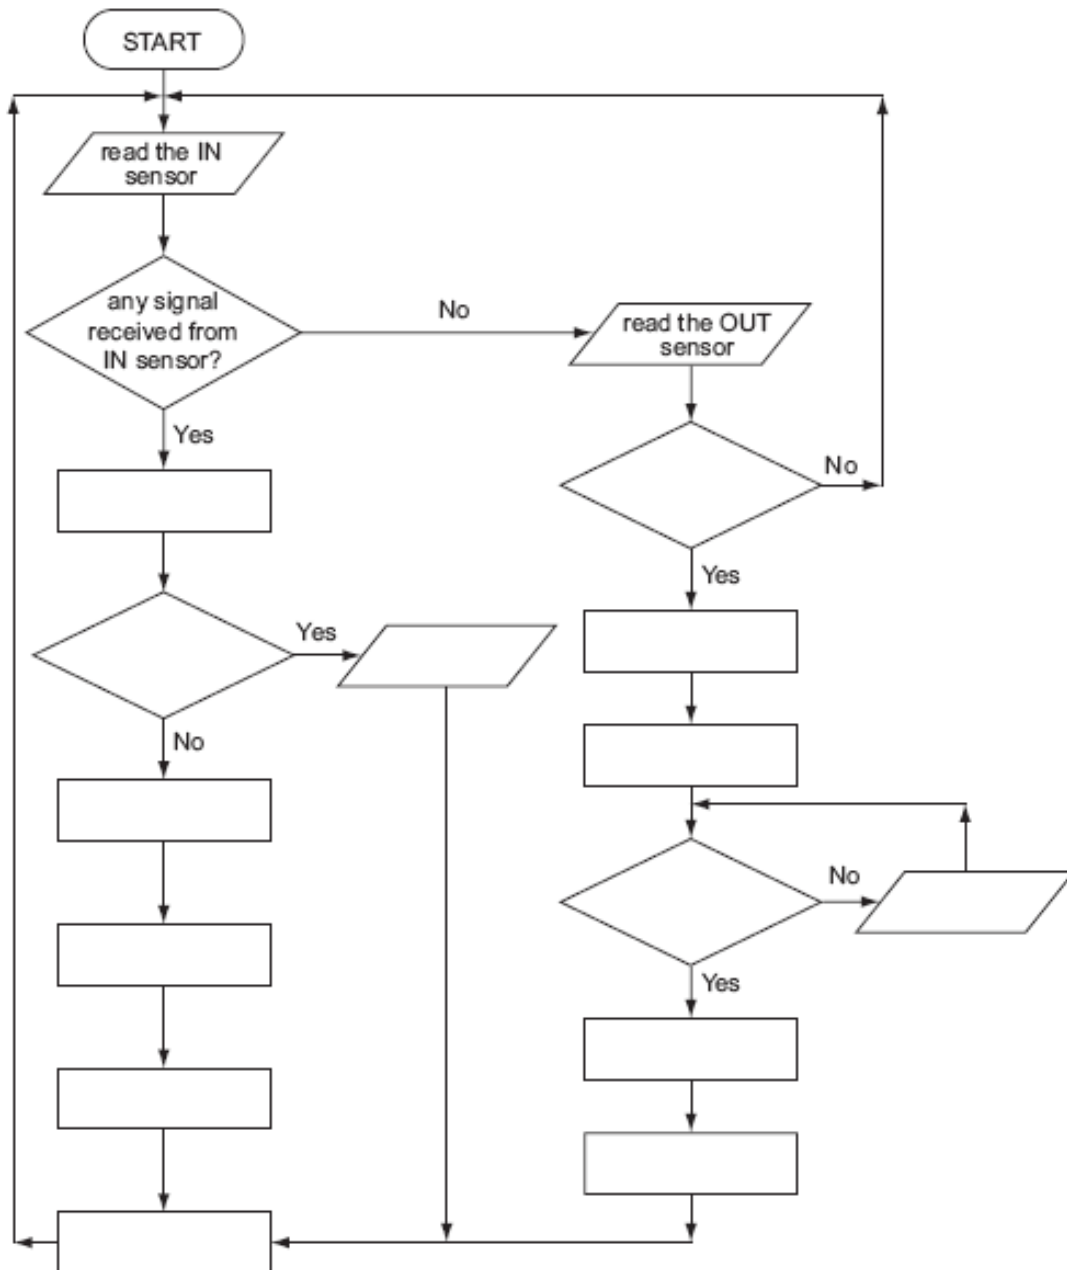 START
read the IN
sensor
any signal
received from
IN sensor?
No
read the OUT
sensor
Yes
No
Yes
Yes
No
No
Yes